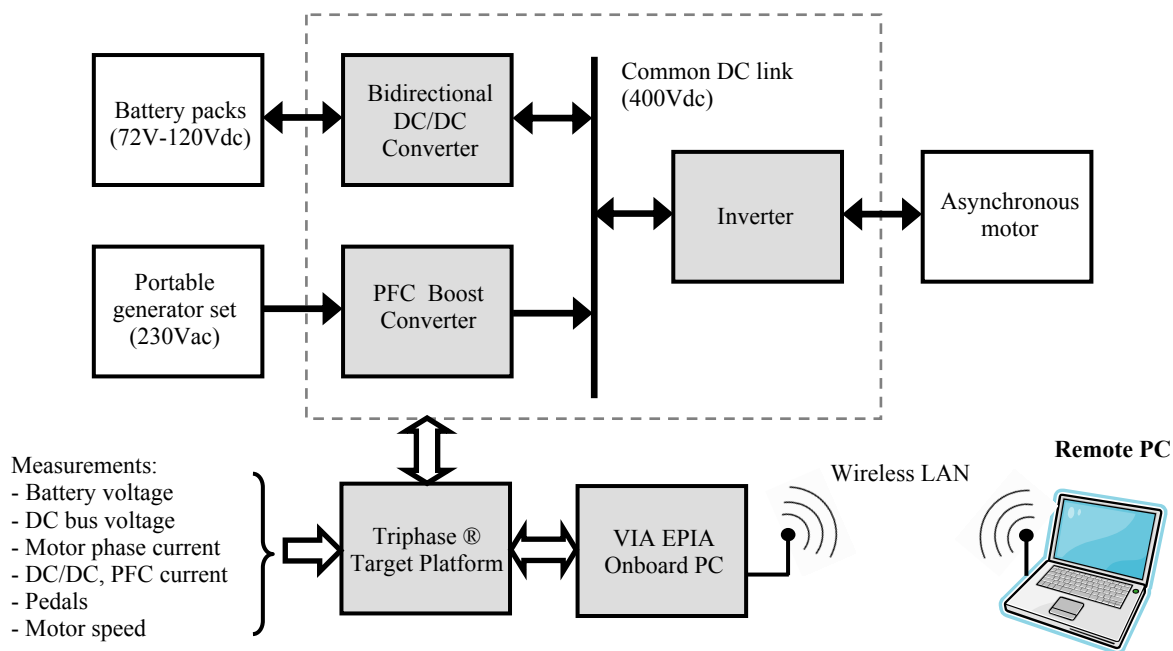 Battery packs
(72V-120Vdc)
Bidirectional
DC/DC
Converter
Common DC link
(400Vdc)
Inverter
Asynchronous
motor
Portable
generator set
(230Vac)
PFC Boost
Converter
Measurements:
- Battery voltage
- DC bus voltage
- Motor phase current
- DC/DC, PFC current
- Pedals
- Motor speed
Triphase ®
Target Platform
VIA EPIA
Onboard PC
Wireless LAN
Remote PC